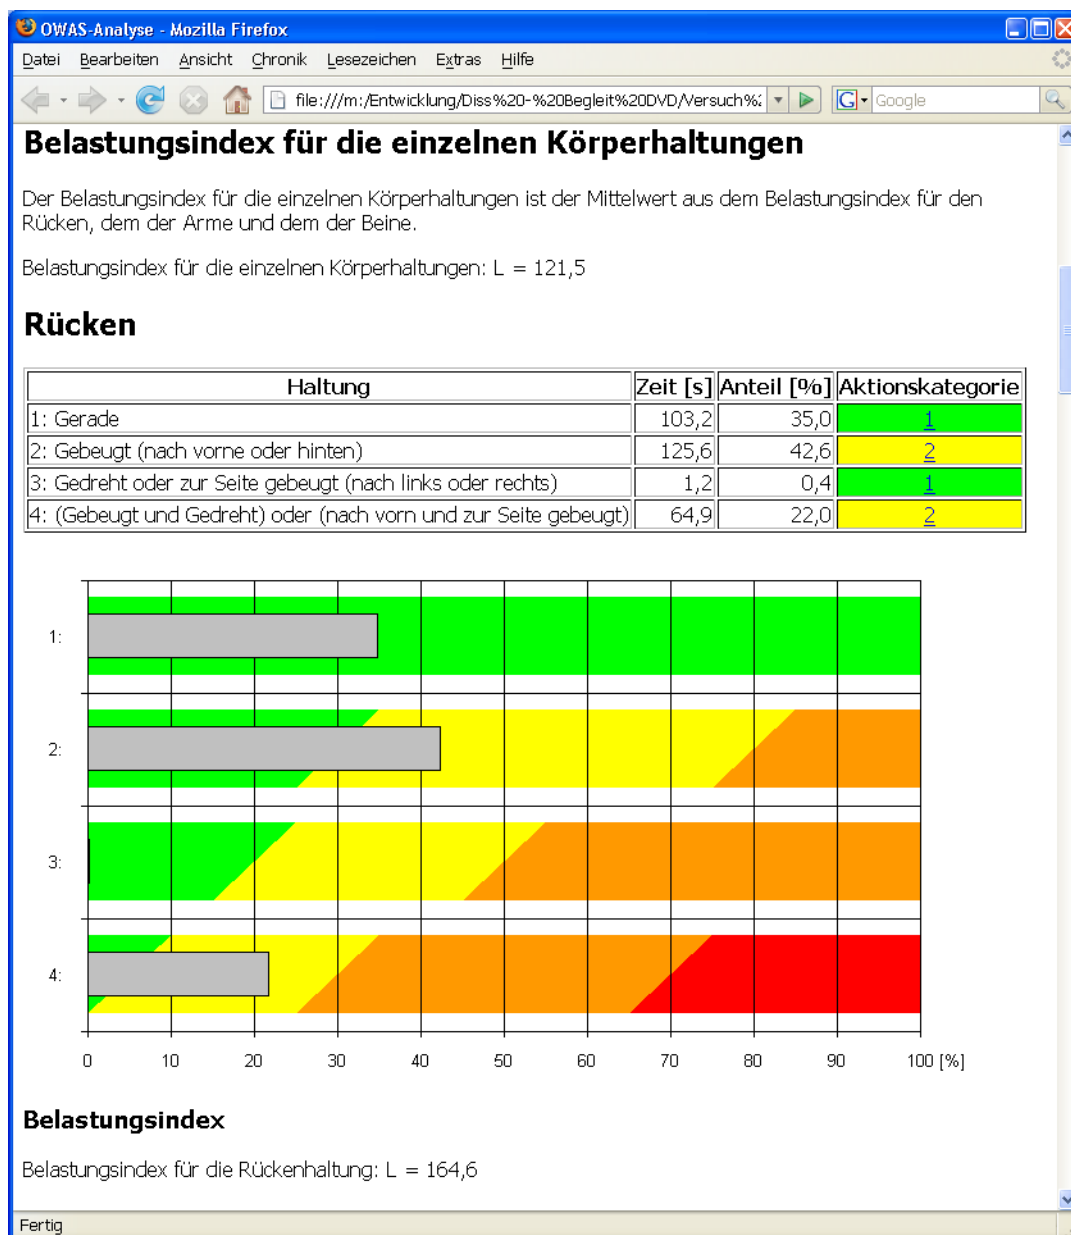 OWAS-Analyse - Mozilla Firefox
Datei Bearbeiten Ansicht Chronik Lesezeichen Extras Hilfe
file:///m:/Entwicklung/Diss%20-%20Begleit%20DVD/Versuch%: G Google
Belastungsindex für die einzelnen Körperhaltungen
Der Belastungsindex für die einzelnen Körperhaltungen ist der Mittelwert aus dem Belastungsindex für den
Rücken, dem der Arme und dem der Beine.
Belastungsindex für die einzelnen Körperhaltungen: L = 121,5
Rücken
Haltung Zeit [s] Anteil [%] Aktionskategorie
1: Gerade 103,2 35,0 1
2: Gebeugt (nach vorne oder hinten) 125,6 42,6 2
3: Gedreht oder zur Seite gebeugt (nach links oder rechts) 1,2 0,4 1
4: (Gebeugt und Gedreht) oder (nach vorn und zur Seite gebeugt) 64,9 22,0 2
1:
2:
3:
4:
0 10 20 30 40 50 60 70 80 90 100 [%]
Belastungsindex
Belastungsindex für die Rückenhaltung: L = 164,6
Fertig